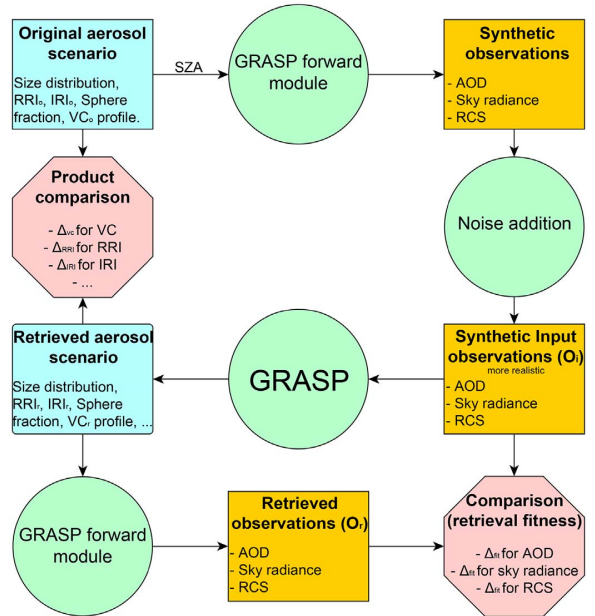 Original aerosol
scenario
Size distribution,
RRIₒ, IRIₒ, Sphere
fraction, VCₒ profile.
SZA
GRASP forward
module
Synthetic
observations
- AOD
- Sky radiance
- RCS
Product
comparison
- Δvc for VC
- ΔRRI for RRI
- ΔIRI for IRI
- ...
Noise addition
Retrieved aerosol
scenario
Size distribution,
RRIᵣ, IRIᵣ, Sphere
fraction, VCᵣ profile, ...
GRASP
Synthetic Input
observations (Oᵢ)
more realistic
- AOD
- Sky radiance
- RCS
GRASP forward
module
Retrieved
observations (Oᵣ)
- AOD
- Sky radiance
- RCS
Comparison
(retrieval fitness)
- Δfit for AOD
- Δfit for sky radiance
- Δfit for RCS